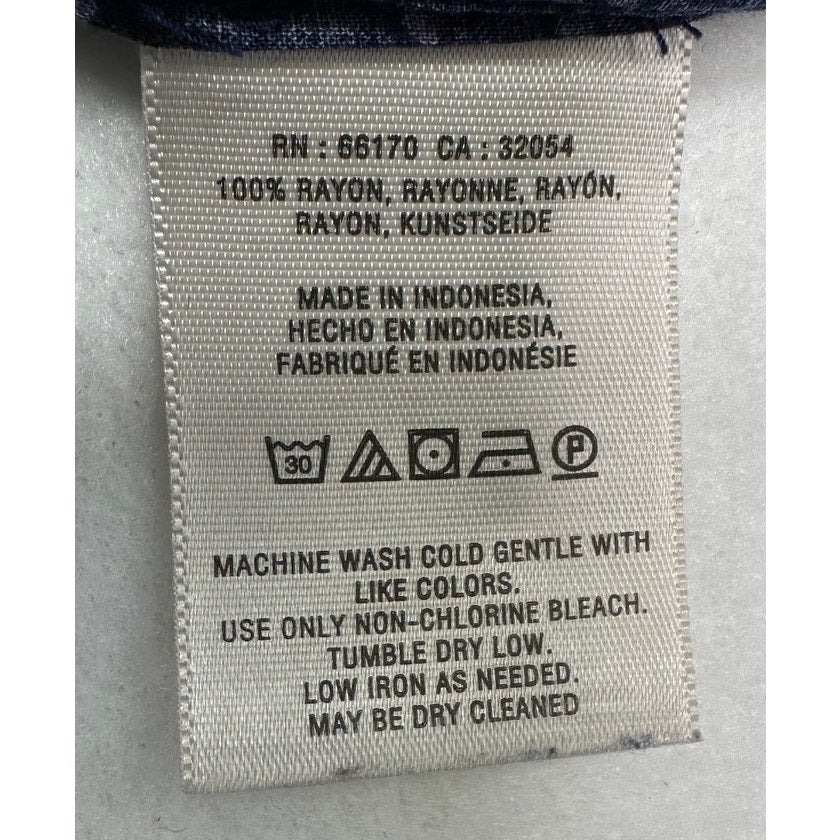 RN : 66170 CA : 32054
100% RAYON, RAYONNE, RAYÓN,
RAYON, KUNSTSEIDE
MADE IN INDONESIA,
HECHO EN INDONESIA,
FABRIQUÉ EN INDONÉSIE
30 P
MACHINE WASH COLD GENTLE WITH
LIKE COLORS.
USE ONLY NON-CHLORINE BLEACH.
TUMBLE DRY LOW.
LOW IRON AS NEEDED.
MAY BE DRY CLEANED